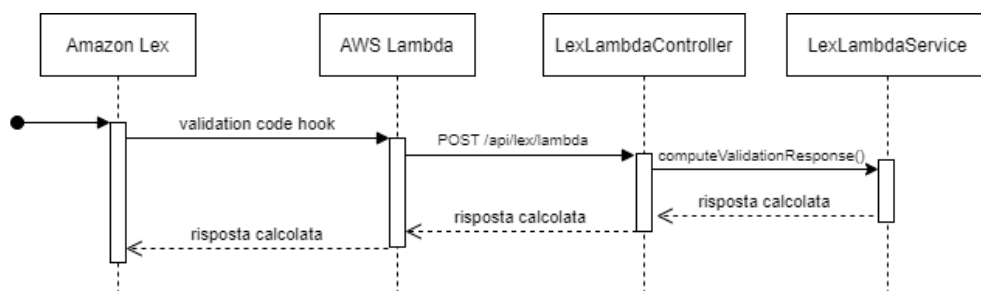 Amazon Lex
AWS Lambda
LexLambdaController
LexLambdaService
validation code hook
POST /api/lex/lambda
computeValidationResponse()
risposta calcolata
risposta calcolata
risposta calcolata